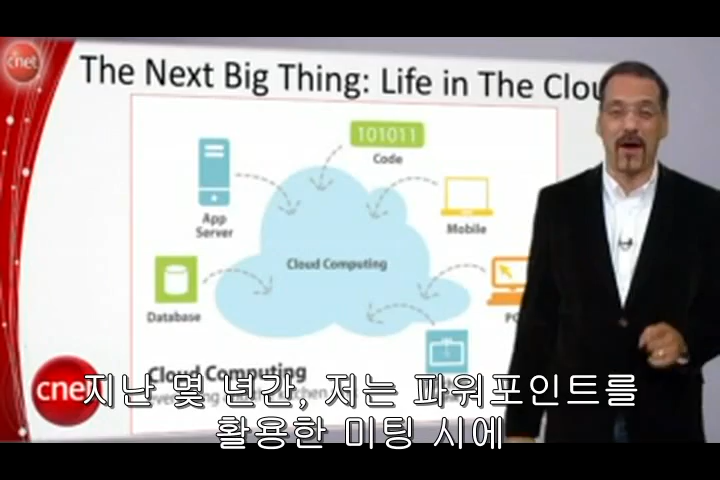 cnet
The Next Big Thing: Life in The Clou
101011
Code
App
Server
Mobile
Cloud Computing
Database
PC
Cloud Computing
cnet
지난 몇 년간, 저는 파워포인트를
활용한 미팅 시에